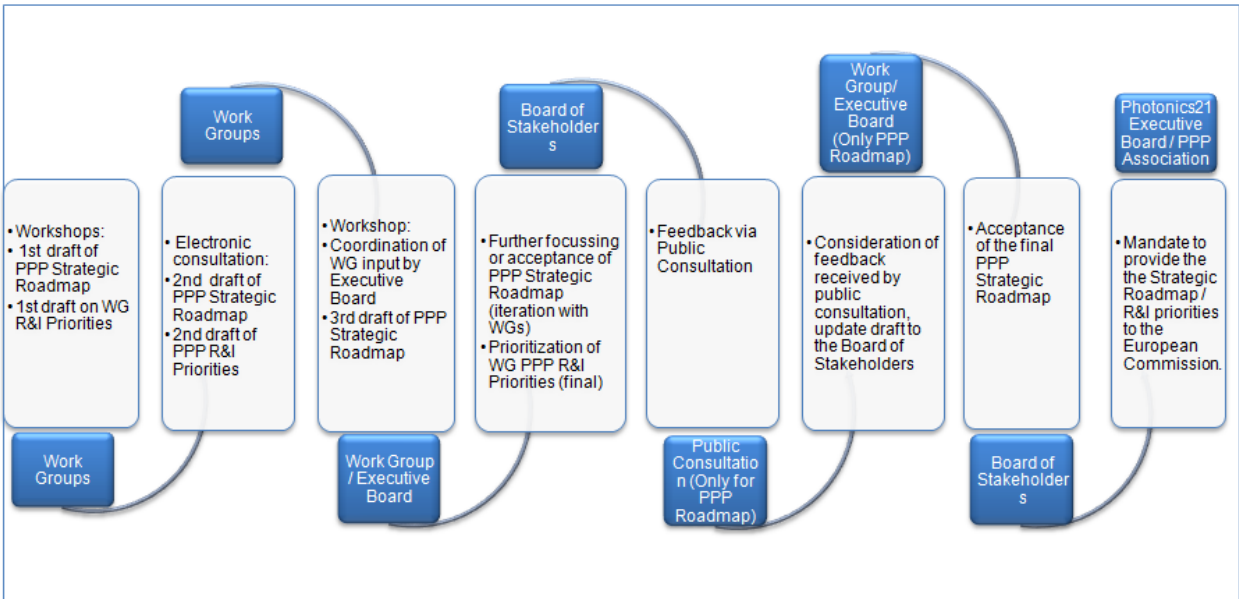 • Workshops:
• 1st draft of
PPP Strategic
Roadmap
• 1st draft on WG
R&I Priorities
Work
Groups
Work
Groups
• Electronic
consultation:
• 2nd draft of
PPP Strategic
Roadmap
• 2nd draft of
PPP R&I
Priorities
• Workshop:
• Coordination of
WG input by
Executive
Board
• 3rd draft of PPP
Strategic
Roadmap
Work Group
/ Executive
Board
Board of
Stakeholder
s
• Further focussing
or acceptance of
PPP Strategic
Roadmap
(iteration with
WGs)
• Prioritization of
WG PPP R&I
Priorities (final)
• Feedback via
Public
Consultation
Public
Consultatio
n (Only for
PPP
Roadmap)
Work
Group/
Executive
Board
(Only PPP
Roadmap)
• Consideration of
feedback
received by
public
consultation,
update draft to
the Board of
Stakeholders
• Acceptance
of the final
PPP
Strategic
Roadmap
Board of
Stakeholder
s
Photonics21
Executive
Board / PPP
Association
• Mandate to
provide the
the Strategic
Roadmap /
R&I priorities
to the
European
Commission.